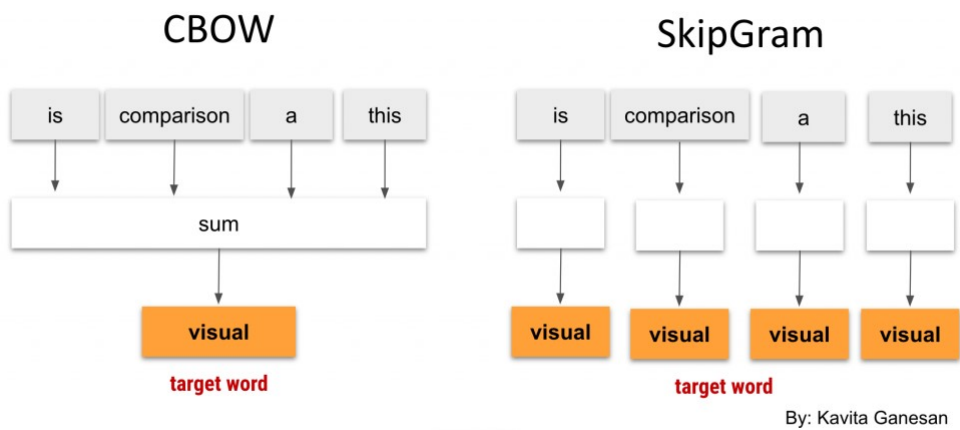 CBOW
SkipGram
is comparison a this
is comparison a this
sum
visual
visual visual visual visual
target word
target word
By: Kavita Ganesan